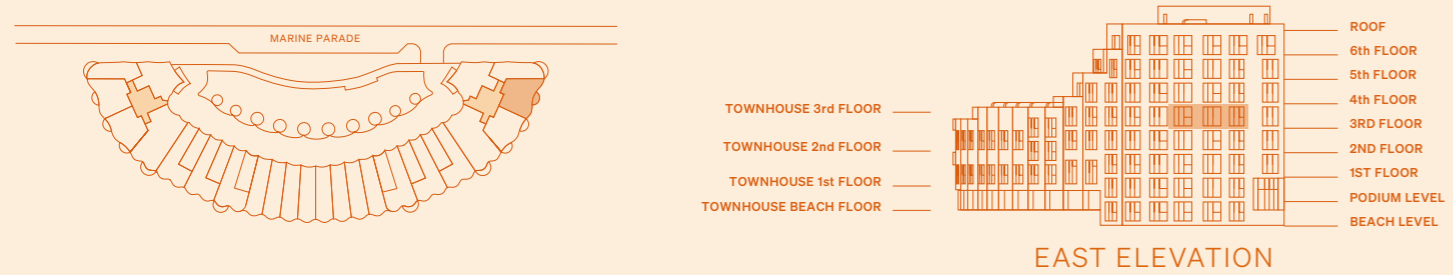 MARINE PARADE
TOWNHOUSE 3rd FLOOR
TOWNHOUSE 2nd FLOOR
TOWNHOUSE 1st FLOOR
TOWNHOUSE BEACH FLOOR
ROOF
6th FLOOR
5th FLOOR
4th FLOOR
3RD FLOOR
2ND FLOOR
1ST FLOOR
PODIUM LEVEL
BEACH LEVEL
EAST ELEVATION